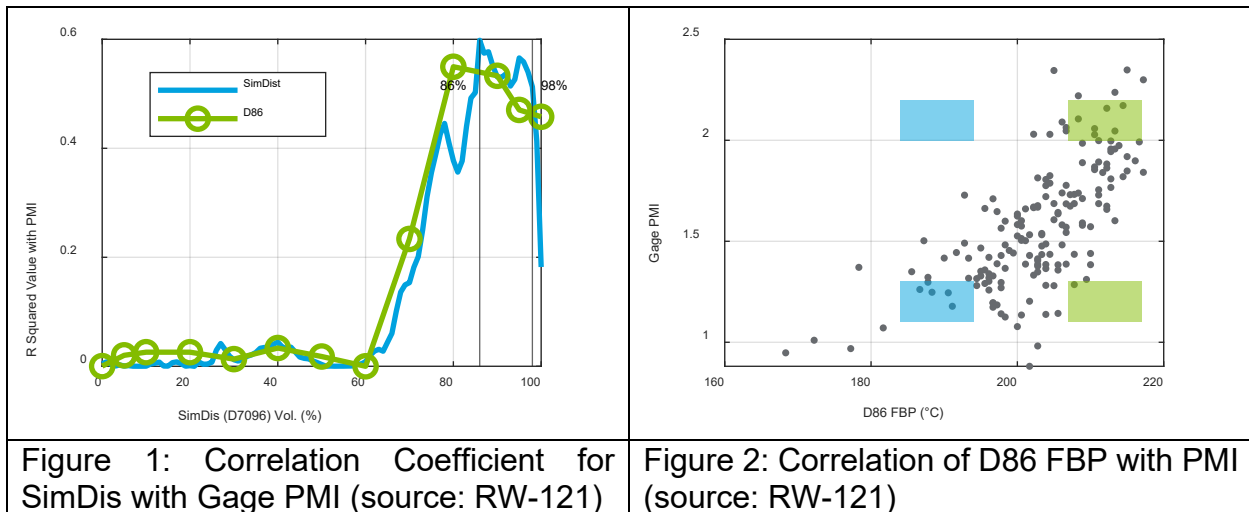 0.6
0.4
0.2
0
R Squared Value with PMI
SimDist
D86
86%
98%
0
20
40
60
80
100
SimDis (D7096) Vol. (%)
2.5
2
1.5
1
Gage PMI
160
180
200
220
D86 FBP (°C)
Figure 1: Correlation Coefficient for
SimDis with Gage PMI (source: RW-121)
Figure 2: Correlation of D86 FBP with PMI
(source: RW-121)